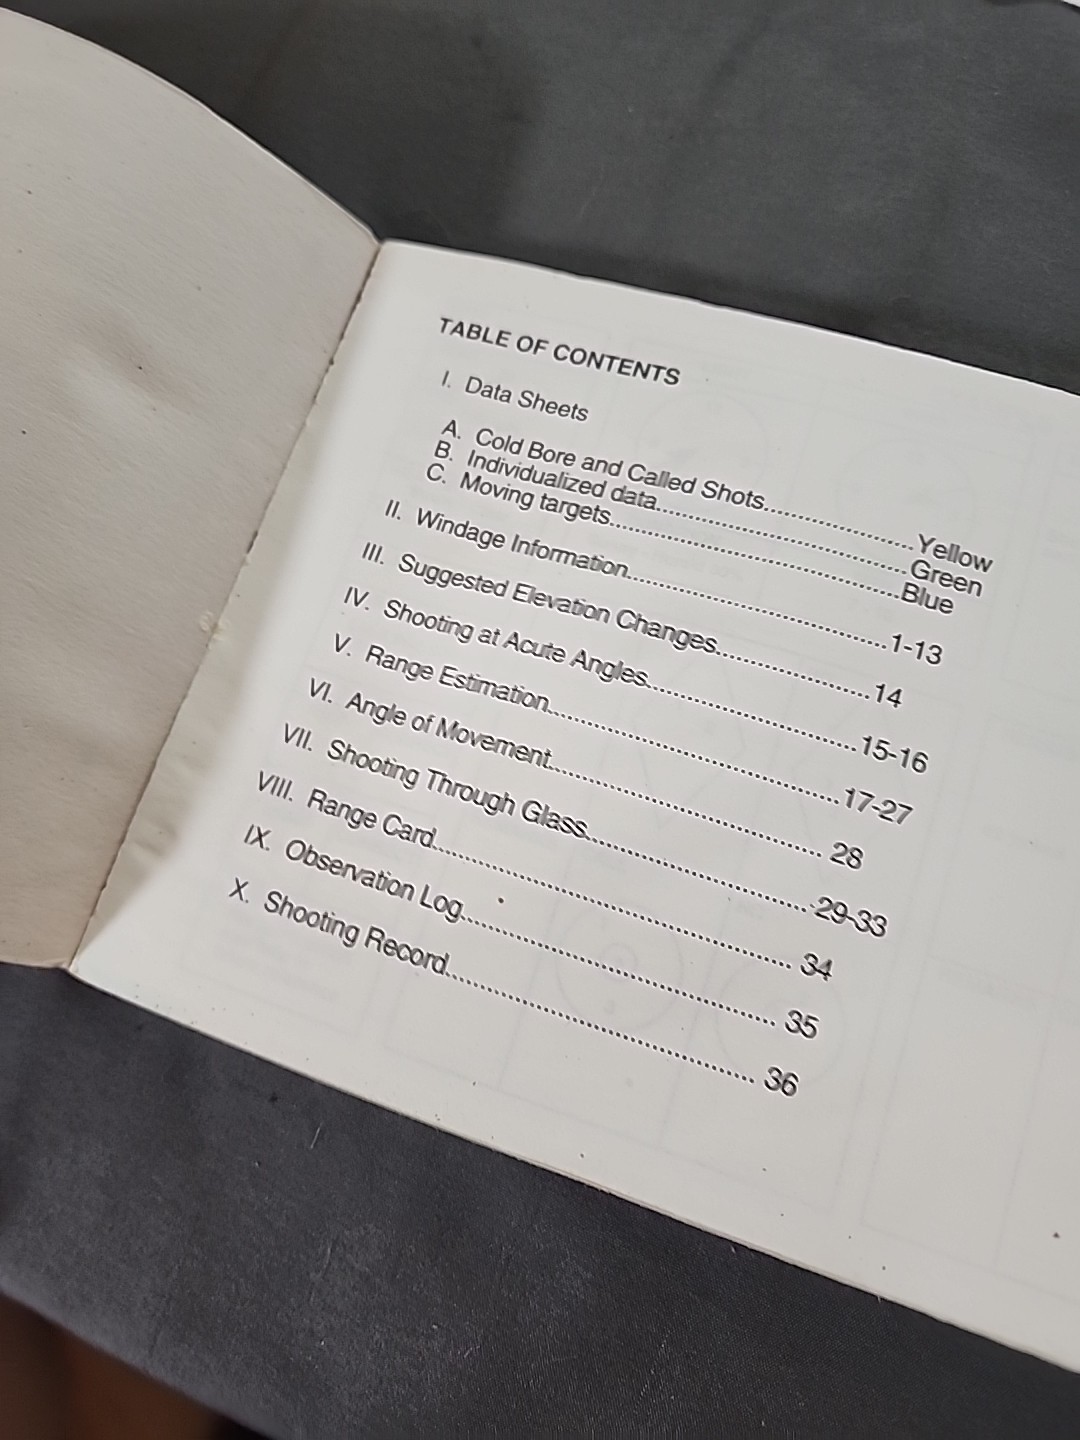 TABLE OF CONTENTS
I. Data Sheets
A. Cold Bore and Called Shots....................Yellow
B. Individualized data....................Green
C. Moving targets....................Blue
II. Windage Information....................1-13
III. Suggested Elevation Changes....................14
IV. Shooting at Acute Angles....................15-16
V. Range Estimation....................17-27
VI. Angle of Movement....................28
VII. Shooting Through Glass....................29-33
VIII. Range Card....................34
IX. Observation Log....................35
X. Shooting Record....................36